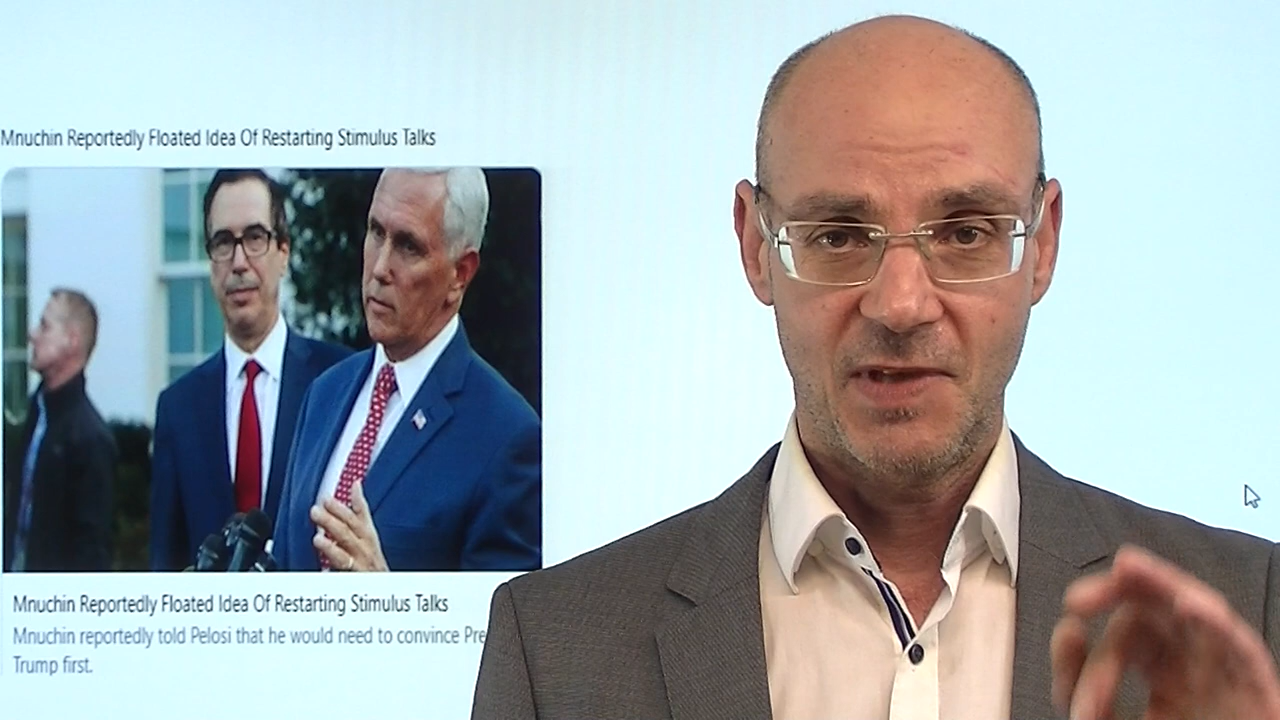 Mnuchin Reportedly Floated Idea Of Restarting Stimulus Talks
Mnuchin Reportedly Floated Idea Of Restarting Stimulus Talks
Mnuchin reportedly told Pelosi that he would need to convince Pre
Trump first.